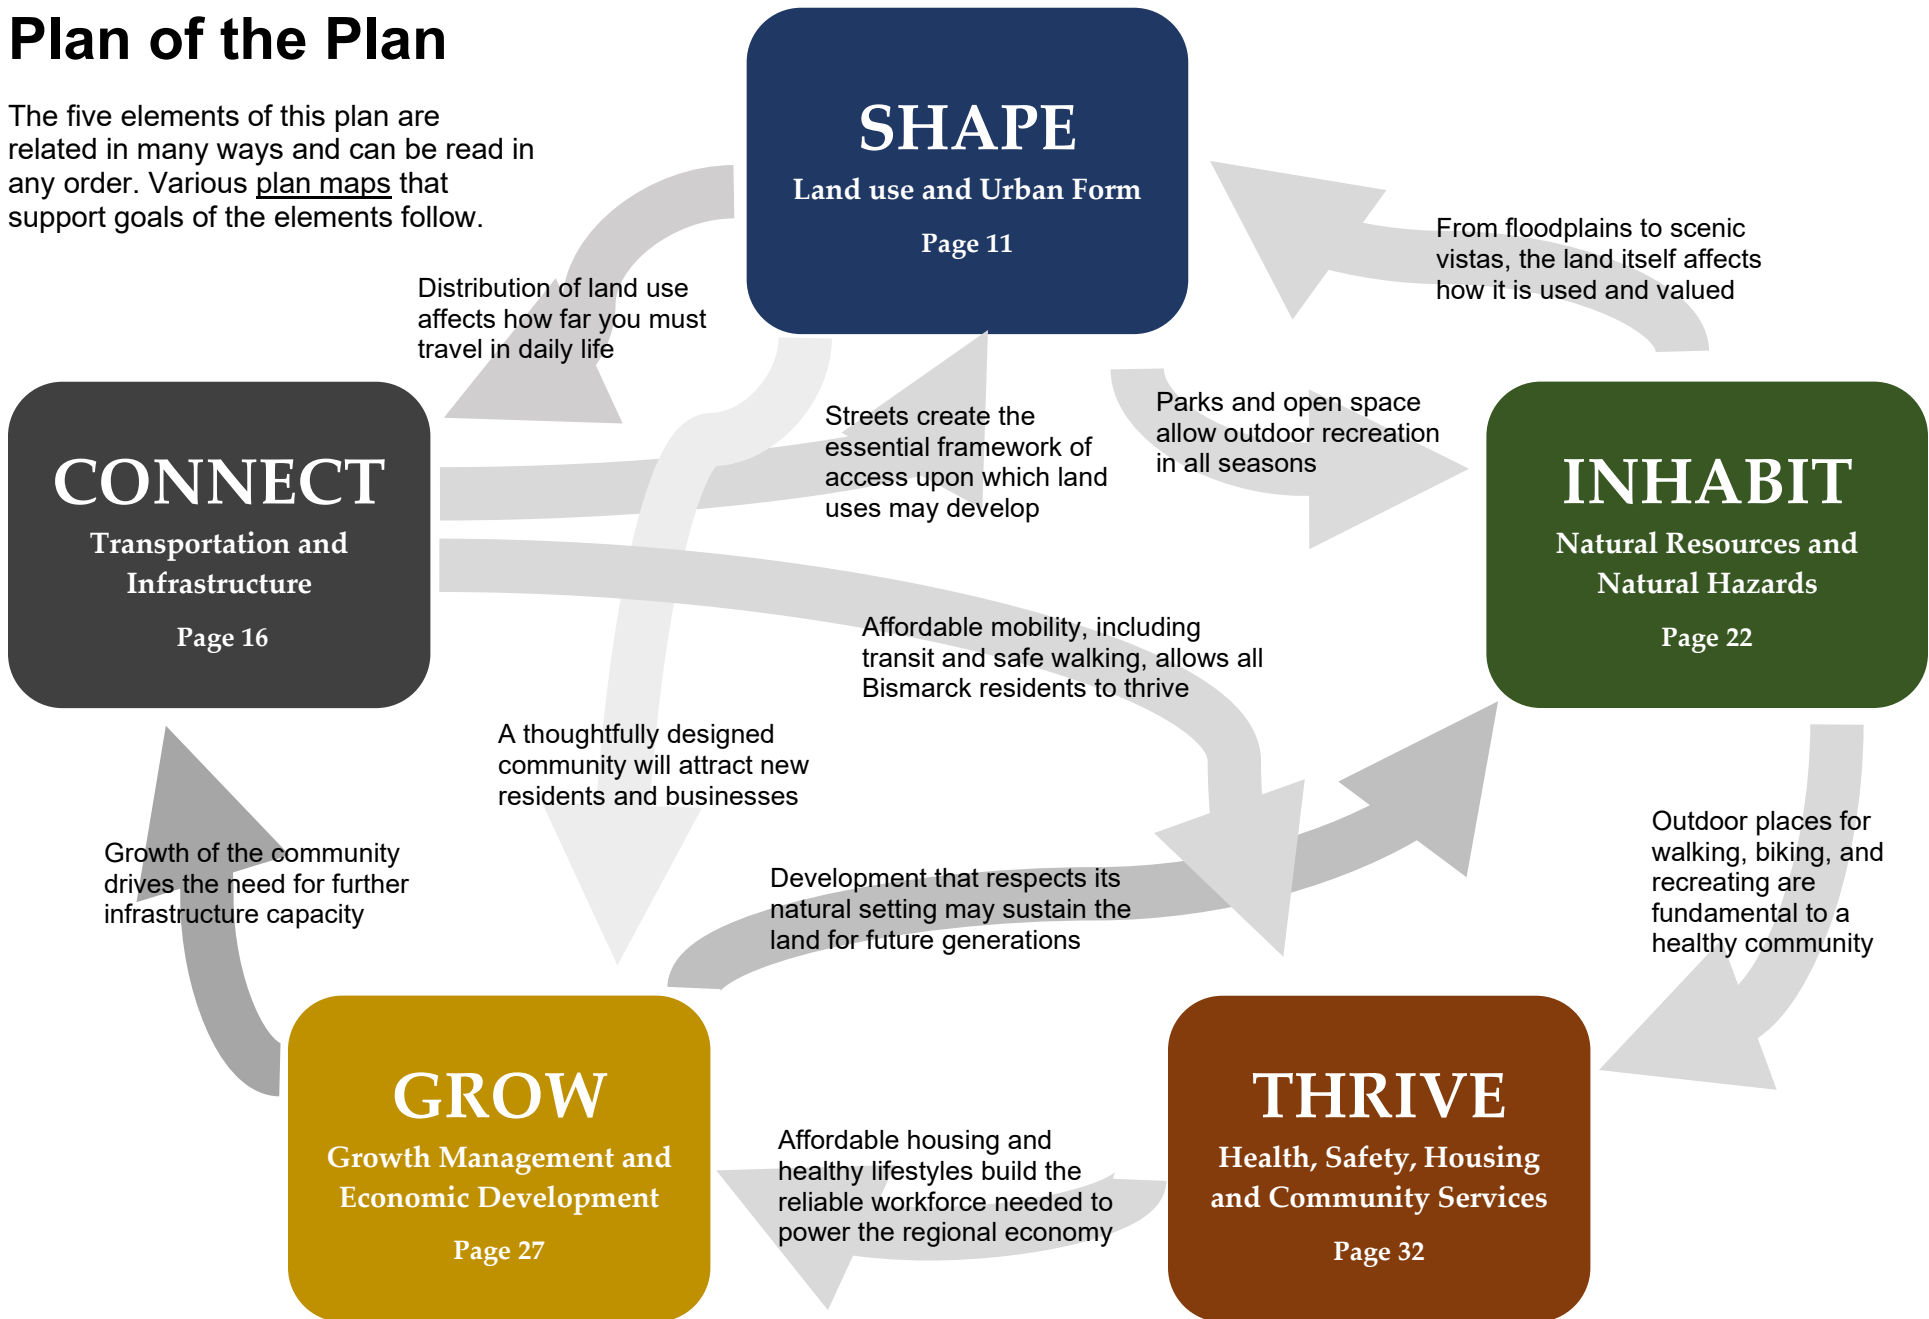 Plan of the Plan
The five elements of this plan are
related in many ways and can be read in
any order. Various plan maps that
support goals of the elements follow.
SHAPE
Land use and Urban Form
Page 11
From floodplains to scenic
vistas, the land itself affects
how it is used and valued
Distribution of land use
affects how far you must
travel in daily life
Streets create the
essential framework of
access upon which land
uses may develop
Parks and open space
allow outdoor recreation
in all seasons
CONNECT
Transportation and
Infrastructure
Page 16
INHABIT
Natural Resources and
Natural Hazards
Page 22
Affordable mobility, including
transit and safe walking, allows all
Bismarck residents to thrive
A thoughtfully designed
community will attract new
residents and businesses
Growth of the community
drives the need for further
infrastructure capacity
Development that respects its
natural setting may sustain the
land for future generations
Outdoor places for
walking, biking, and
recreating are
fundamental to a
healthy community
GROW
Growth Management and
Economic Development
Page 27
Affordable housing and
healthy lifestyles build the
reliable workforce needed to
power the regional economy
THRIVE
Health, Safety, Housing
and Community Services
Page 32